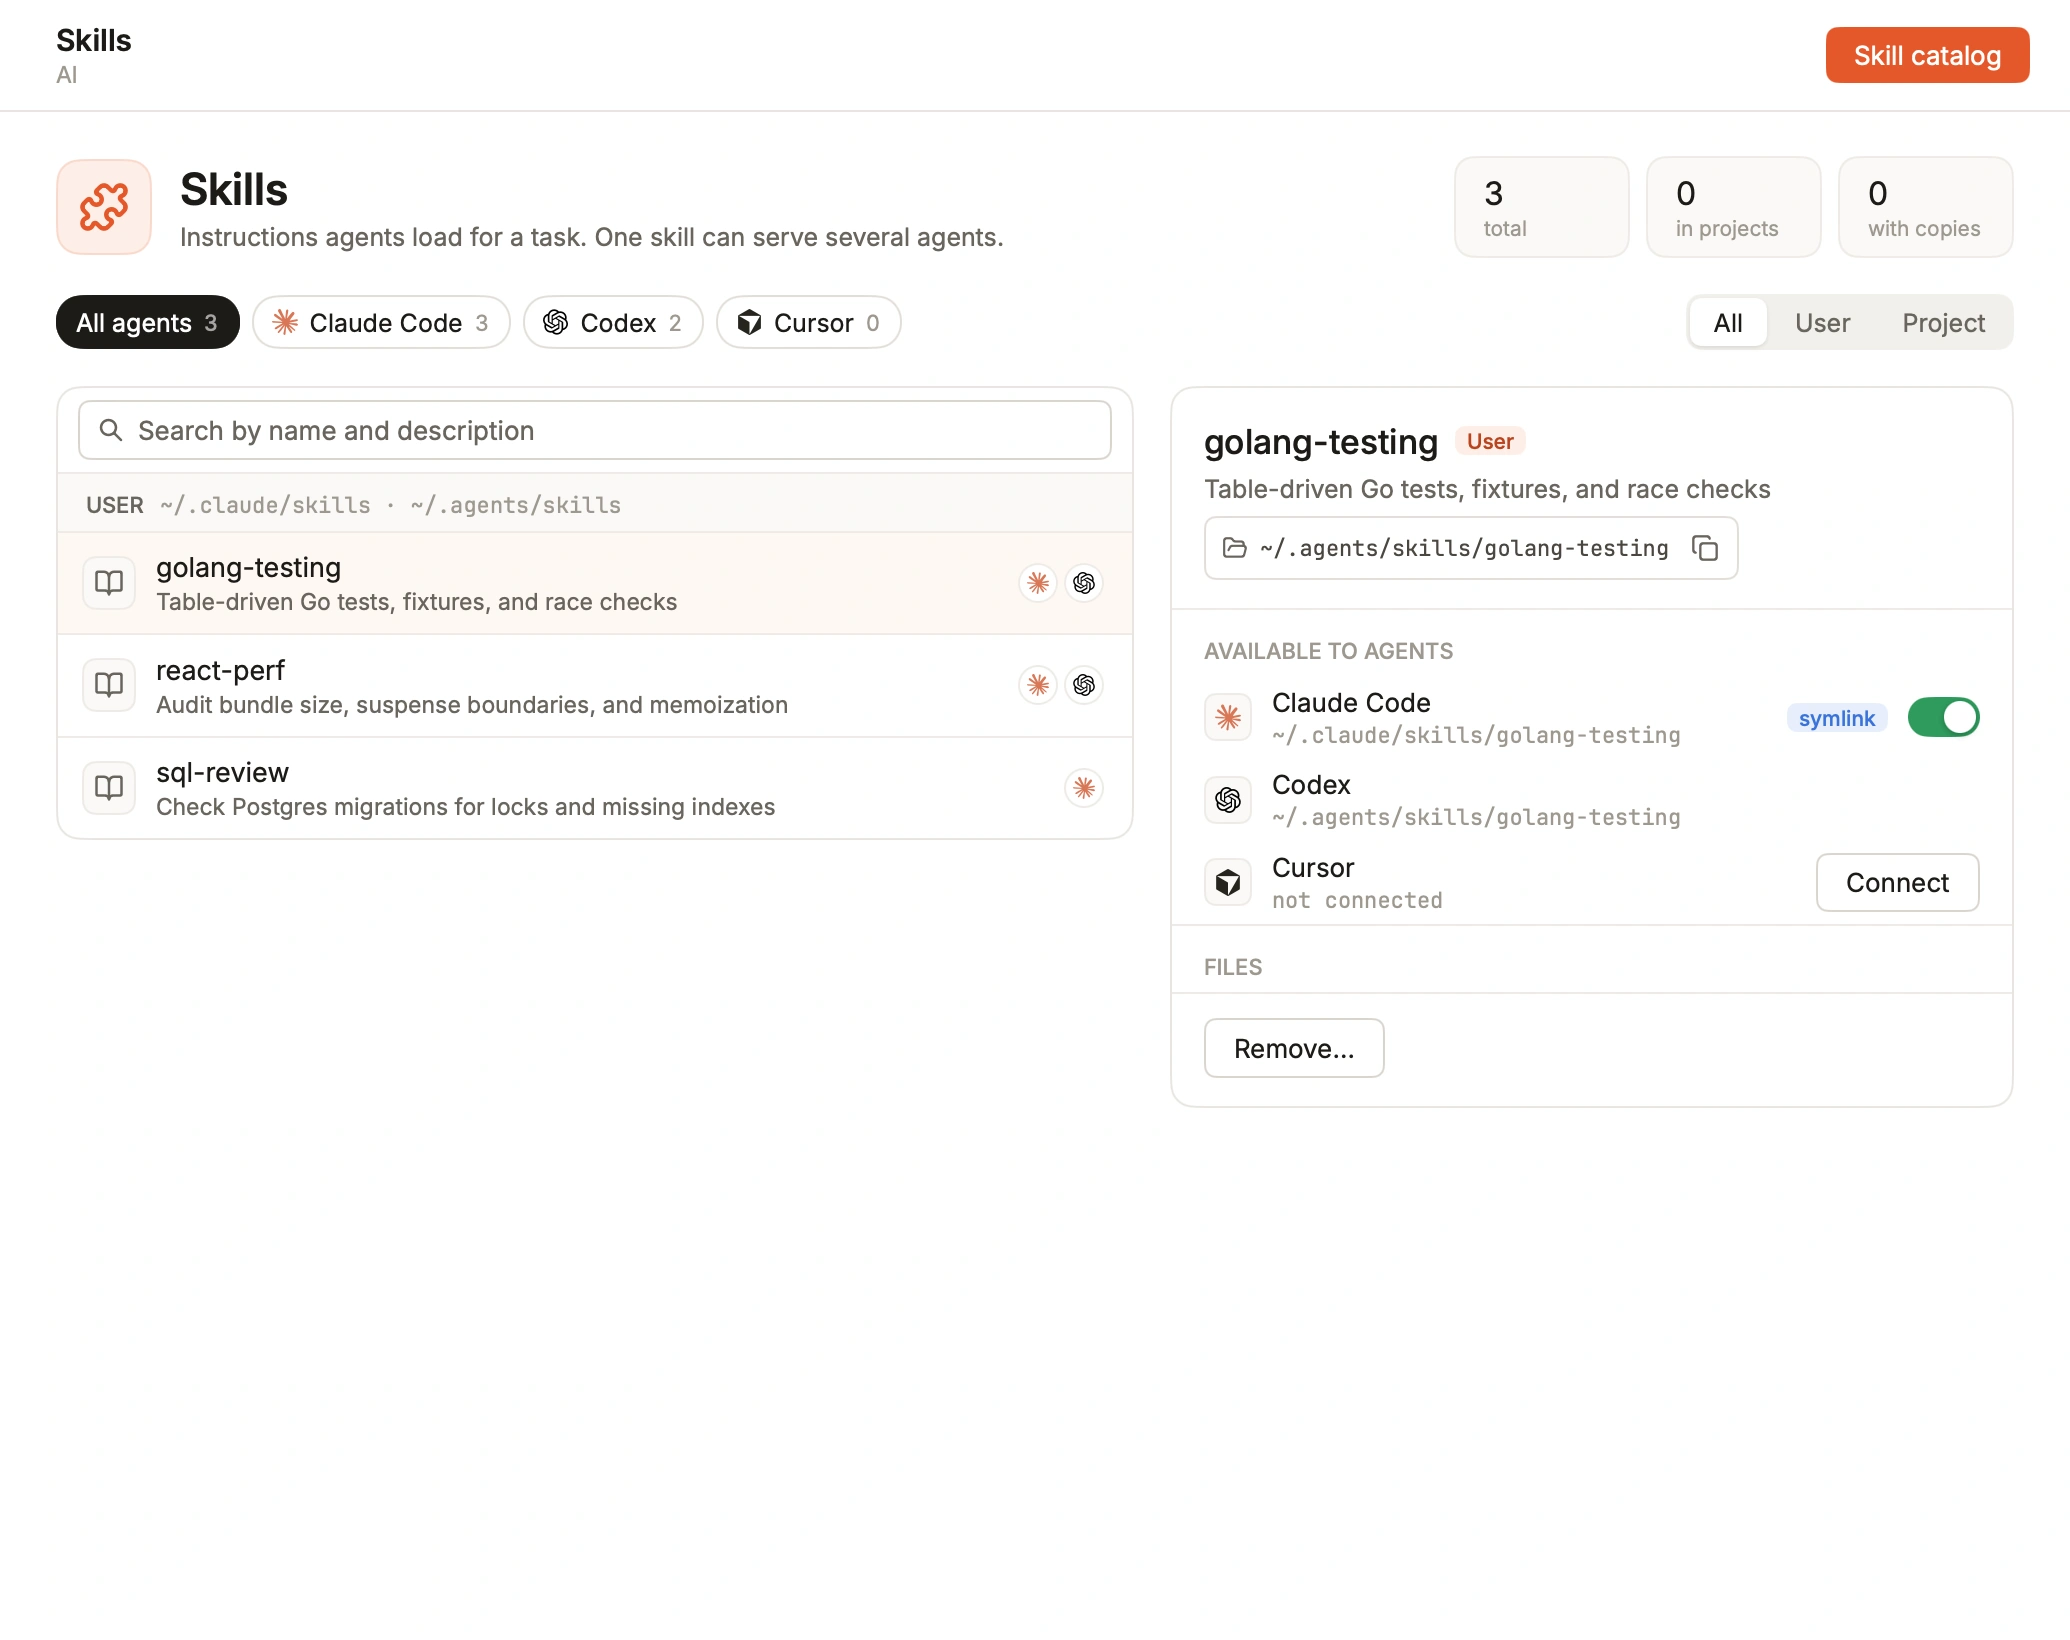 Skills
AI
Skill catalog
Skills
Instructions agents load for a task. One skill can serve several agents.
3
total
0
in projects
0
with copies
All agents 3
Claude Code 3
Codex 2
Cursor 0
All
User
Project
Search by name and description
USER ~/.claude/skills · ~/.agents/skills
golang-testing
Table-driven Go tests, fixtures, and race checks
react-perf
Audit bundle size, suspense boundaries, and memoization
sql-review
Check Postgres migrations for locks and missing indexes
golang-testing User
Table-driven Go tests, fixtures, and race checks
~/.agents/skills/golang-testing
AVAILABLE TO AGENTS
Claude Code
~/.claude/skills/golang-testing
symlink
Codex
~/.agents/skills/golang-testing
Cursor
not connected
Connect
FILES
Remove...